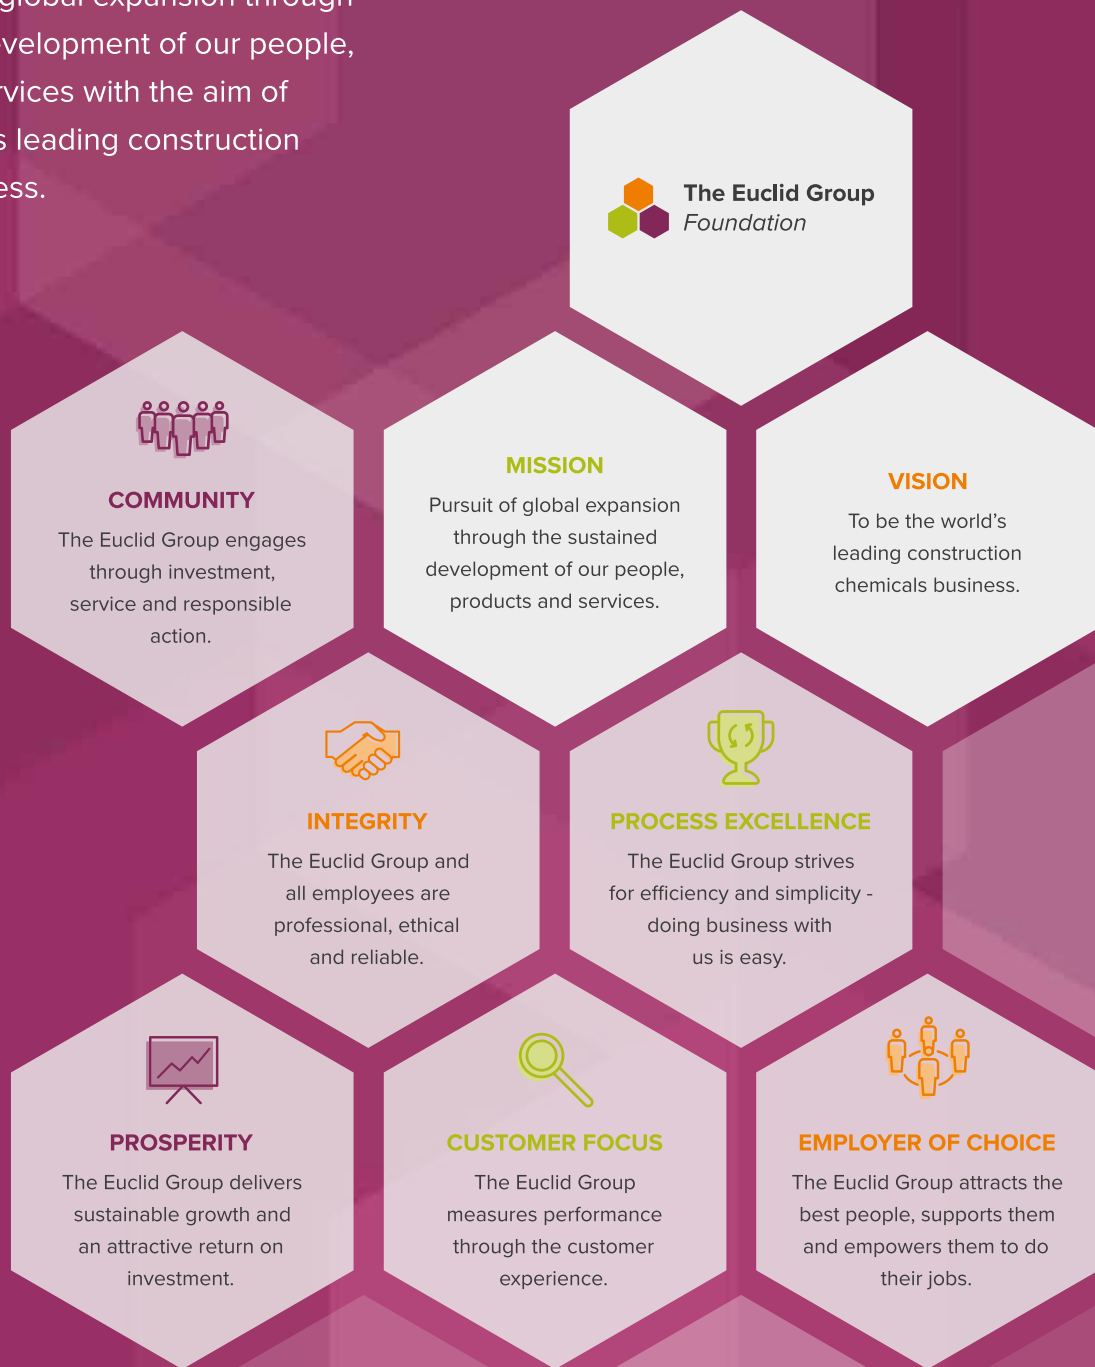 global expansion through
velopment of our people,
vices with the aim of
s leading construction
ess.
The Euclid Group
Foundation
COMMUNITY
The Euclid Group engages
through investment,
service and responsible
action.
MISSION
Pursuit of global expansion
through the sustained
development of our people,
products and services.
VISION
To be the world’s
leading construction
chemicals business.
INTEGRITY
The Euclid Group and
all employees are
professional, ethical
and reliable.
PROCESS EXCELLENCE
The Euclid Group strives
for efficiency and simplicity -
doing business with
us is easy.
PROSPERITY
The Euclid Group delivers
sustainable growth and
an attractive return on
investment.
CUSTOMER FOCUS
The Euclid Group
measures performance
through the customer
experience.
EMPLOYER OF CHOICE
The Euclid Group attracts the
best people, supports them
and empowers them to do
their jobs.